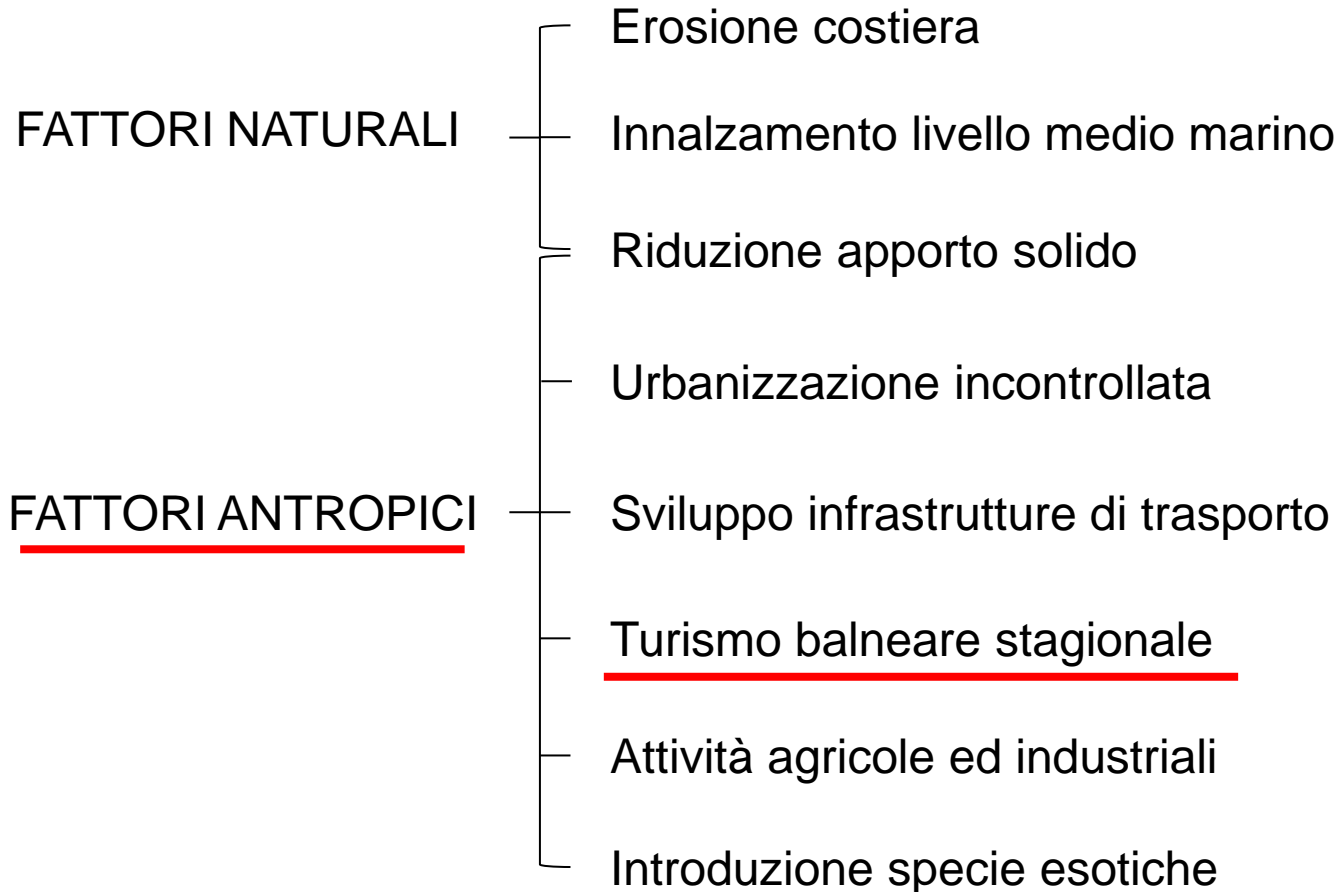 Erosione costiera
FATTORI NATURALI
Innalzamento livello medio marino
Riduzione apporto solido
Urbanizzazione incontrollata
FATTORI ANTROPICI
Sviluppo infrastrutture di trasporto
Turismo balneare stagionale
Attività agricole ed industriali
Introduzione specie esotiche